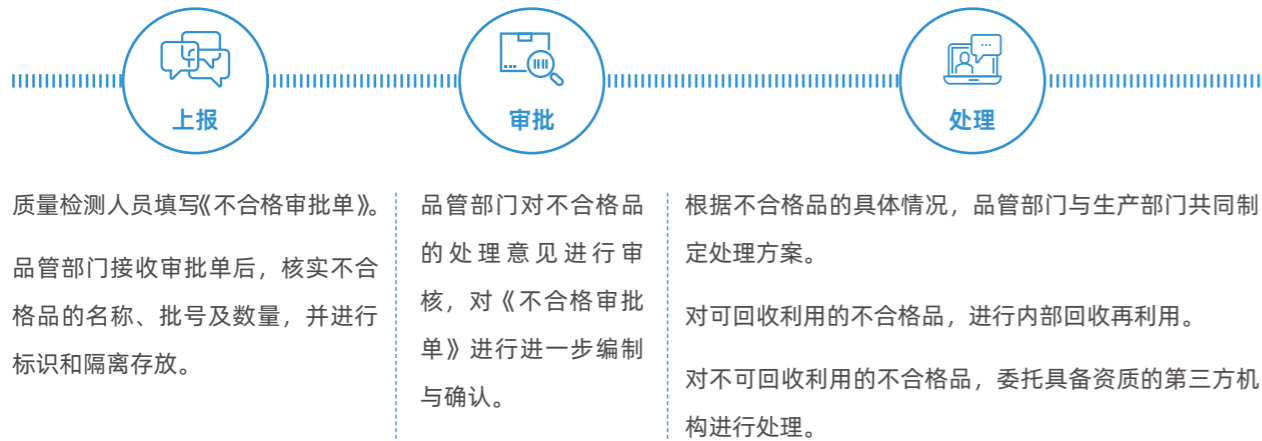 上报
审批
处理
质量检测人员填写《不合格审批单》。
品管部门接收审批单后，核实不合
格品的名称、批号及数量，并进行
标识和隔离存放。
品管部门对不合格品
的处理意见进行审
核，对《不合格审批
单》进行进一步编制
与确认。
根据不合格品的具体情况，品管部门与生产部门共同制
定处理方案。
对可回收利用的不合格品，进行内部回收再利用。
对不可回收利用的不合格品，委托具备资质的第三方机
构进行处理。